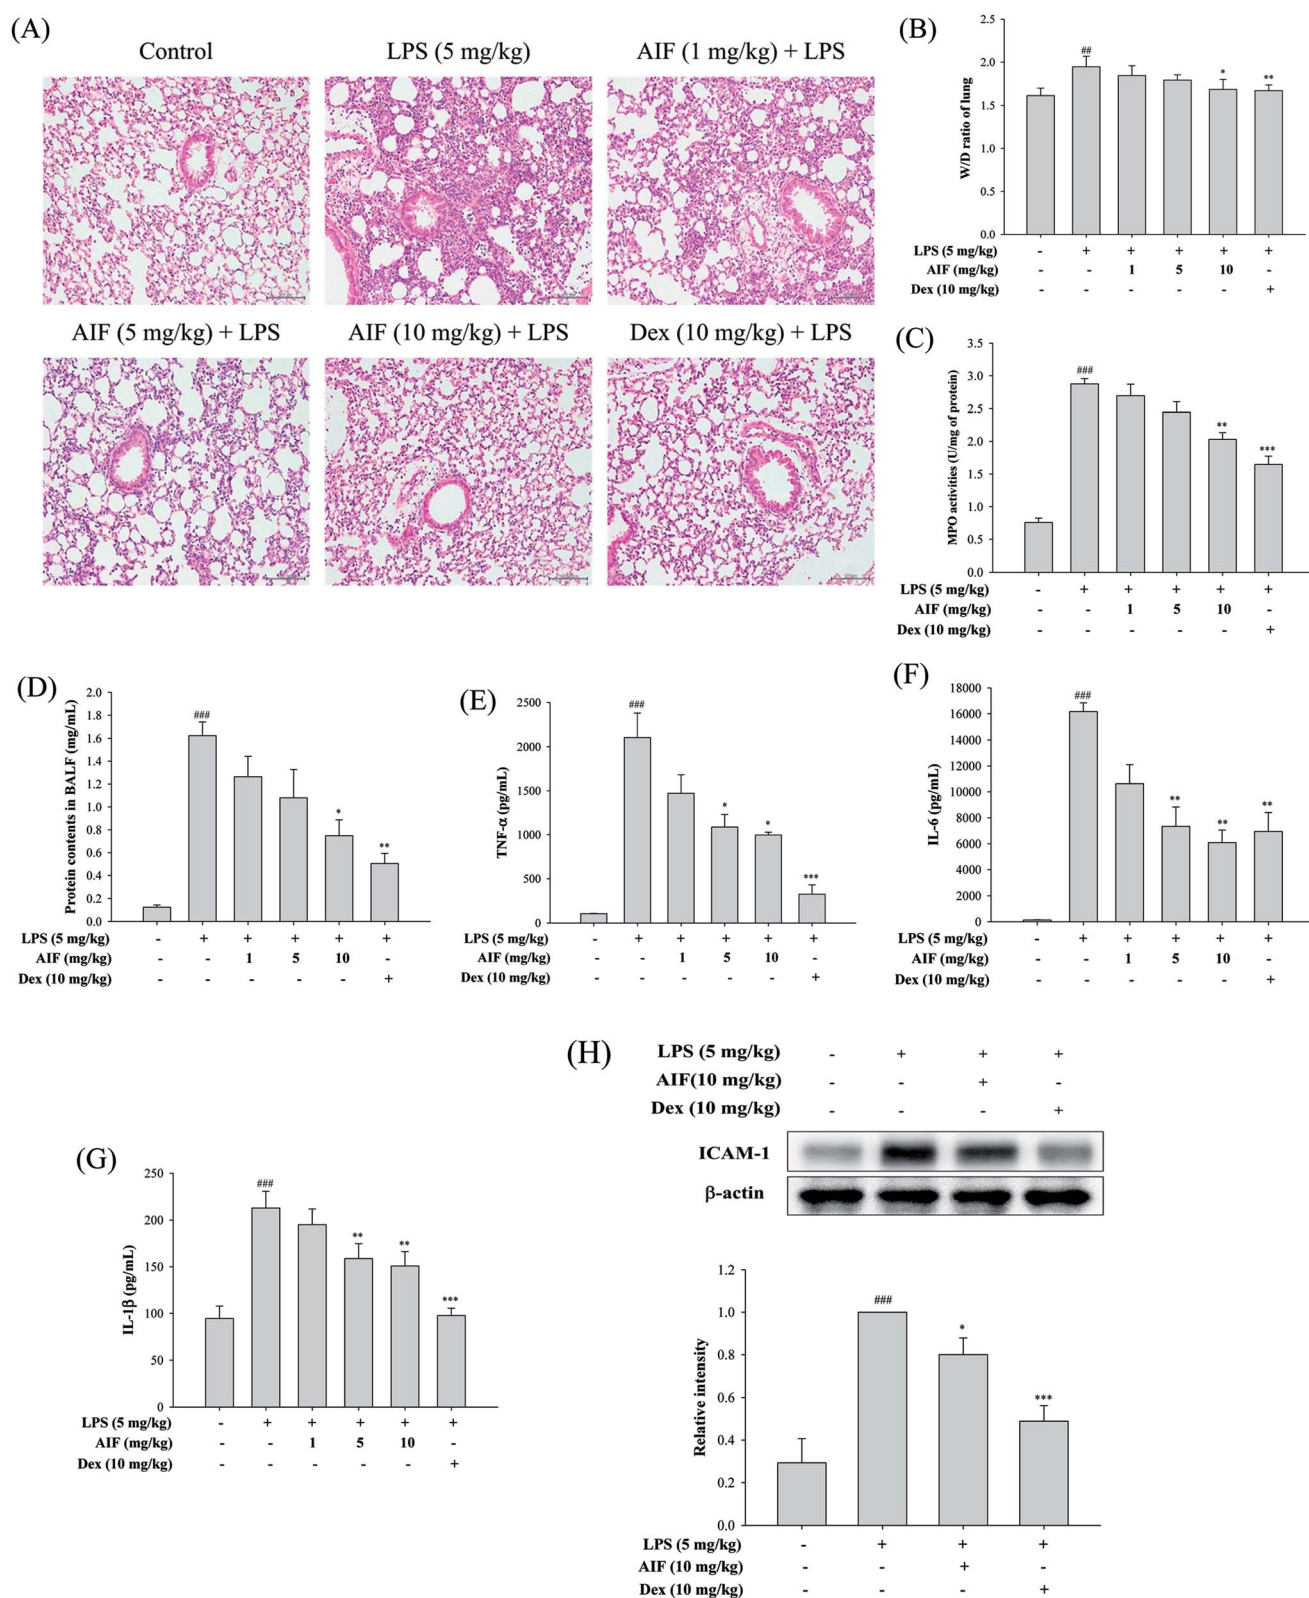 (A)
Control
LPS (5 mg/kg)
AIF (1 mg/kg) + LPS
AIF (5 mg/kg) + LPS
AIF (10 mg/kg) + LPS
Dex (10 mg/kg) + LPS
(B)
W/D ratio of lung
2.5
2.0
1.5
1.0
0.5
0.0
## * **
LPS (5 mg/kg) - + + + + +
AIF (mg/kg) - - 1 5 10 -
Dex (10 mg/kg) - - - - - +
(C)
MPO activities (U/mg of protein)
3.5
3.0
2.5
2.0
1.5
1.0
0.5
0.0
### ** ***
LPS (5 mg/kg) - + + + + +
AIF (mg/kg) - - 1 5 10 -
Dex (10 mg/kg) - - - - - +
(D)
Protein contents in BALF (mg/mL)
2.0
1.8
1.6
1.4
1.2
1.0
0.8
0.6
0.4
0.2
0.0
### * **
LPS (5 mg/kg) - + + + + +
AIF (mg/kg) - - 1 5 10 -
Dex (10 mg/kg) - - - - - +
(E)
TNF-α (pg/mL)
2500
2000
1500
1000
500
0
### * * ***
LPS (5 mg/kg) - + + + + +
AIF (mg/kg) - - 1 5 10 -
Dex (10 mg/kg) - - - - - +
(F)
IL-6 (pg/mL)
18000
16000
14000
12000
10000
8000
6000
4000
2000
0
### ** ** **
LPS (5 mg/kg) - + + + + +
AIF (mg/kg) - - 1 5 10 -
Dex (10 mg/kg) - - - - - +
(G)
IL-1β (pg/mL)
250
200
150
100
50
0
### ** ** ***
LPS (5 mg/kg) - + + + + +
AIF (mg/kg) - - 1 5 10 -
Dex (10 mg/kg) - - - - - +
(H)
LPS (5 mg/kg) - + + +
AIF(10 mg/kg) - - + -
Dex (10 mg/kg) - - - +
ICAM-1
β-actin
Relative intensity
1.2
1.0
0.8
0.6
0.4
0.2
0.0
### * ***
LPS (5 mg/kg) - + + +
AIF (10 mg/kg) - - + -
Dex (10 mg/kg) - - - +